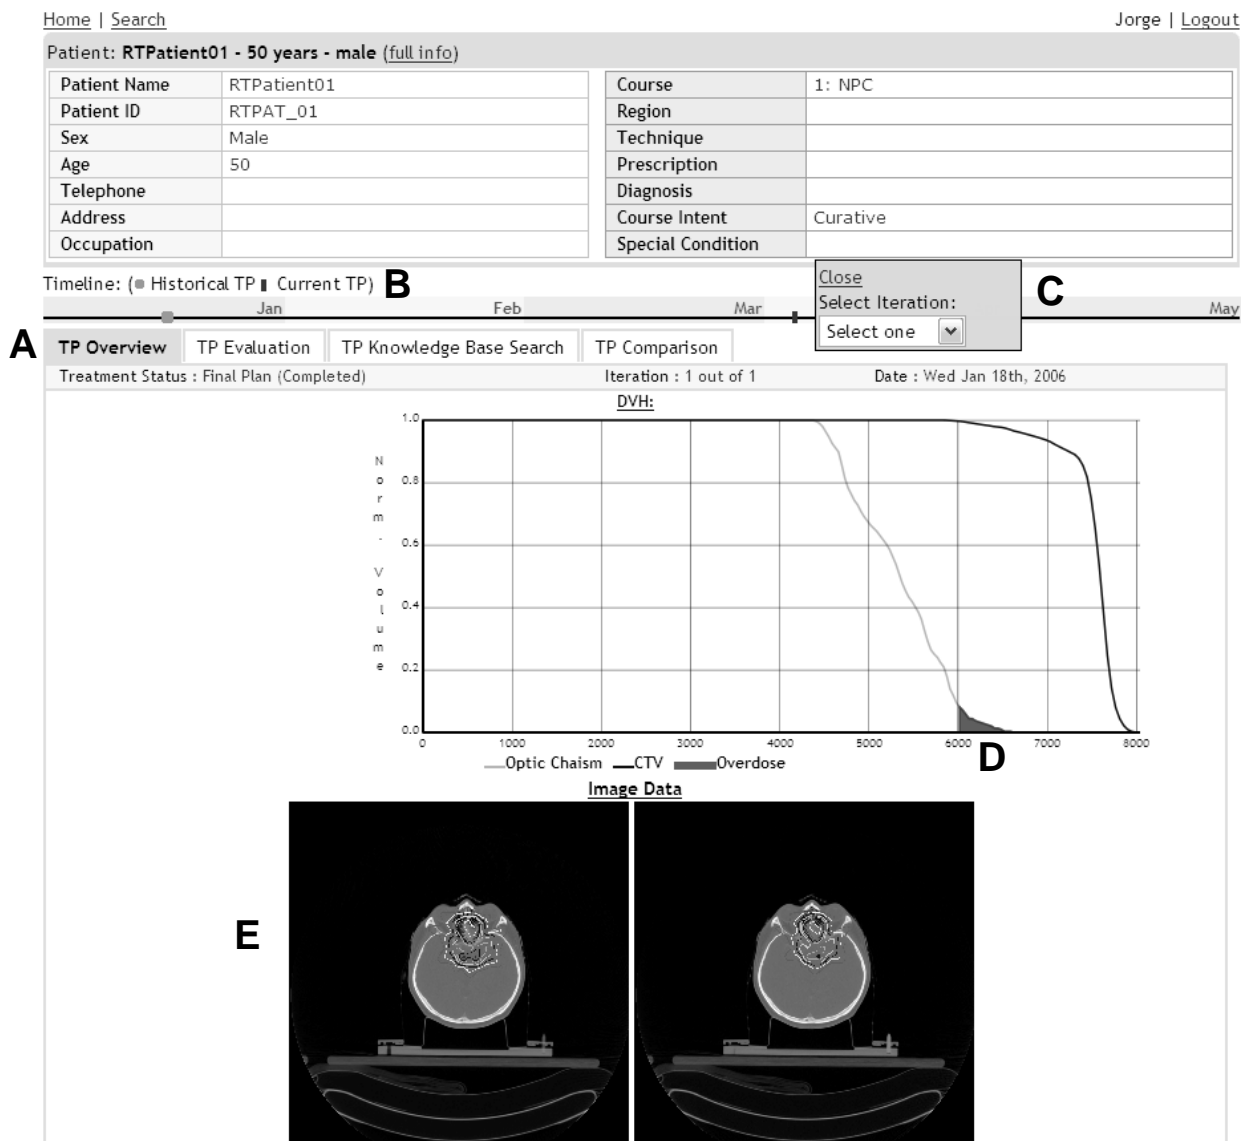 Home | Search
Jorge | Logout
Patient: RTPatient01 - 50 years - male (full info)
Patient Name RTPatient01
Patient ID RTPAT_01
Sex Male
Age 50
Telephone
Address
Occupation
Course 1: NPC
Region
Technique
Prescription
Diagnosis
Course Intent Curative
Special Condition
Timeline: (Historical TP Current TP) B
Jan Feb Mar May
Close
Select Iteration:
Select one
C
A
TP Overview TP Evaluation TP Knowledge Base Search TP Comparison
Treatment Status : Final Plan (Completed) Iteration : 1 out of 1 Date : Wed Jan 18th, 2006
DVH:
Norm. Volume
1.0
0.8
0.6
0.4
0.2
0.0
0 1000 2000 3000 4000 5000 6000 7000 8000
D
Optic Chaism CTV Overdose
Image Data
E